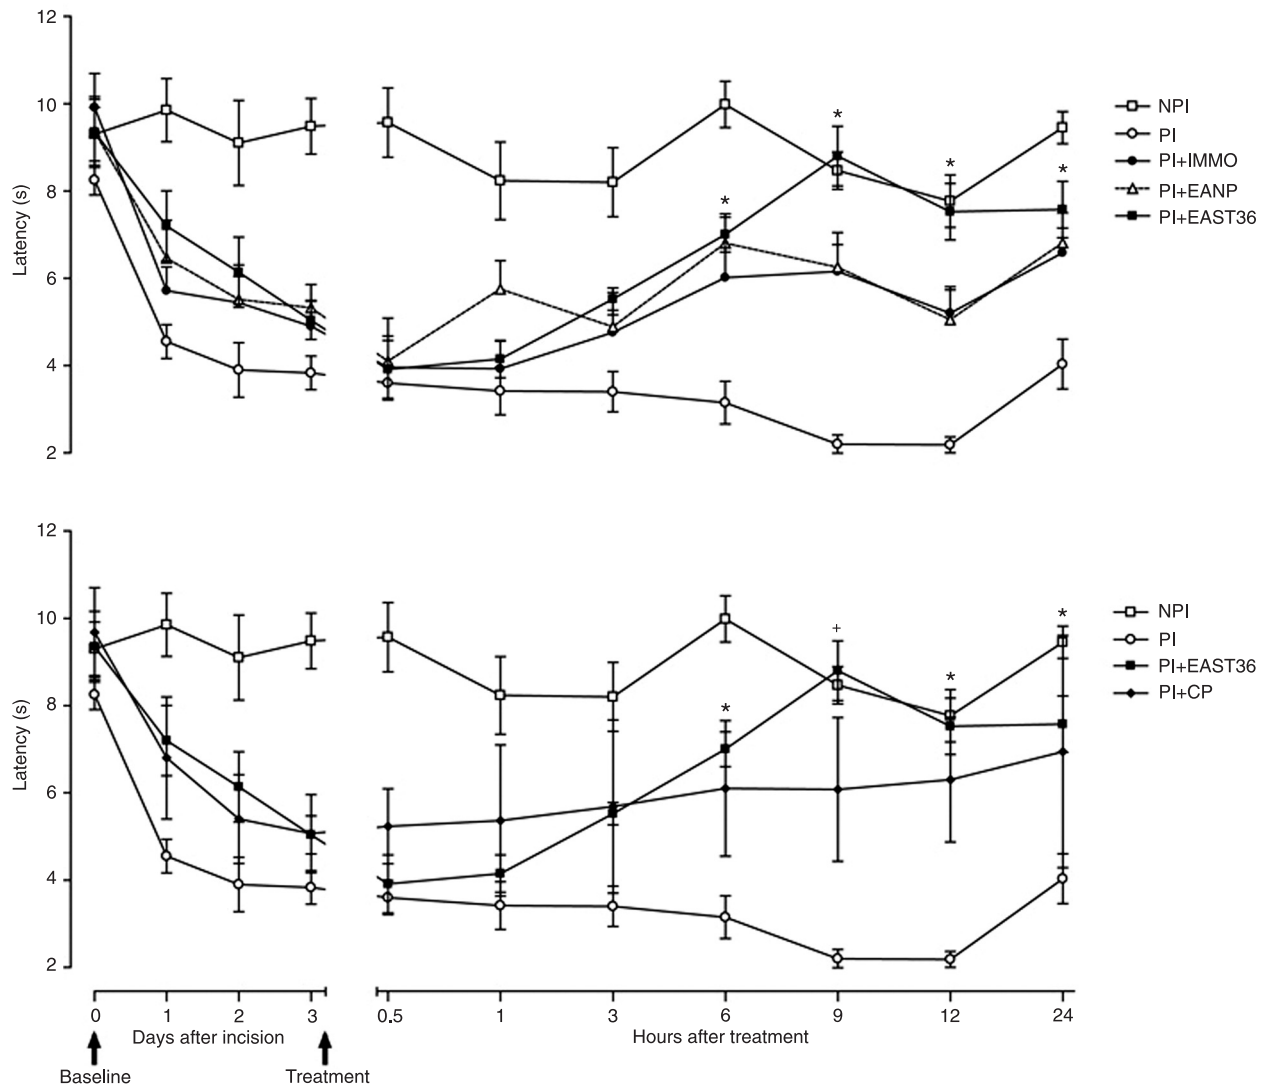 12
10
8
6
4
2
Latency (s)
*
*
*
*
NPI
PI
PI+IMMO
PI+EANP
PI+EAST36
12
10
8
6
4
2
Latency (s)
*
+
*
*
NPI
PI
PI+EAST36
PI+CP
0 1 2 3 0.5 1 3 6 9 12 24
Days after incision Hours after treatment
Baseline Treatment